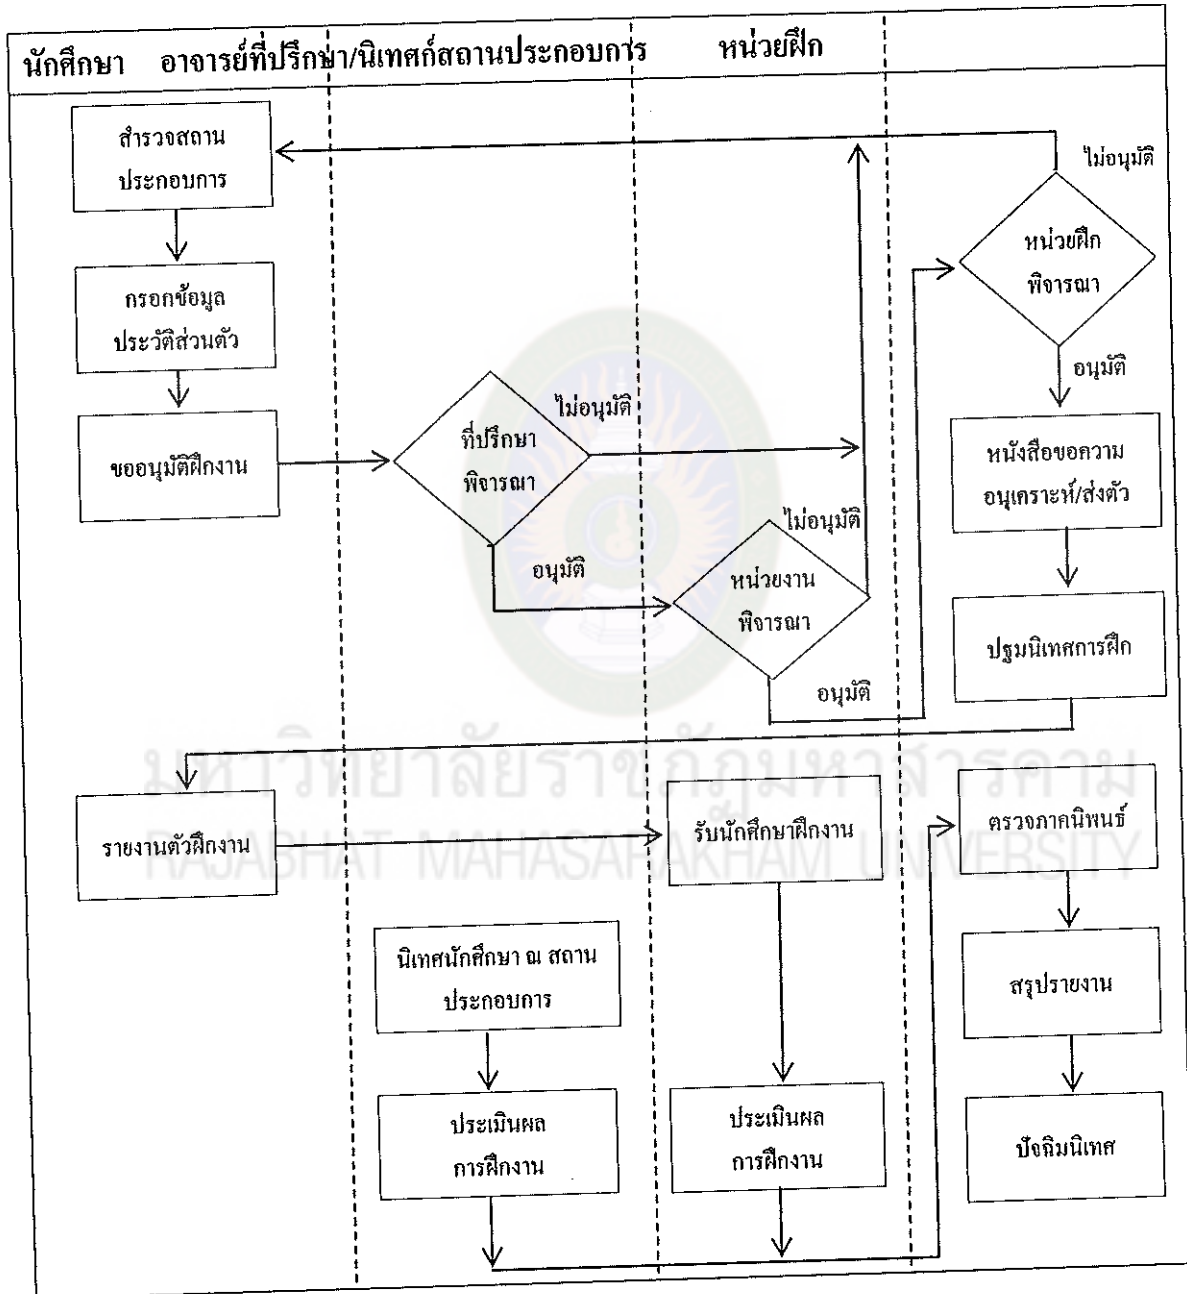 นักศึกษา อาจารย์ที่ปรึกษา/นิเทศก์สถานประกอบการ หน่วยฝึก
สำรวจสถาน
ประกอบการ
ไม่อนุมัติ
หน่วยฝึก
พิจารณา
กรอกข้อมูล
ประวัติส่วนตัว
อนุมัติ
ขออนุมัติฝึกงาน
ที่ปรึกษา
พิจารณา
ไม่อนุมัติ
หนังสือขอความ
อนุเคราะห์/ส่งตัว
อนุมัติ
ไม่อนุมัติ
หน่วยงาน
พิจารณา
อนุมัติ
ปฐมนิเทศการฝึก
มหาวิทยาลัยราชภัฏมหาสารคาม
RAJABHAT MAHASARAKHAM UNIVERSITY
รายงานตัวฝึกงาน
รับนักศึกษาฝึกงาน
ตรวจภาคนิพนธ์
นิเทศนักศึกษา ณ สถาน
ประกอบการ
สรุปรายงาน
ประเมินผล
การฝึกงาน
ประเมินผล
การฝึกงาน
ปัจฉิมนิเทศ